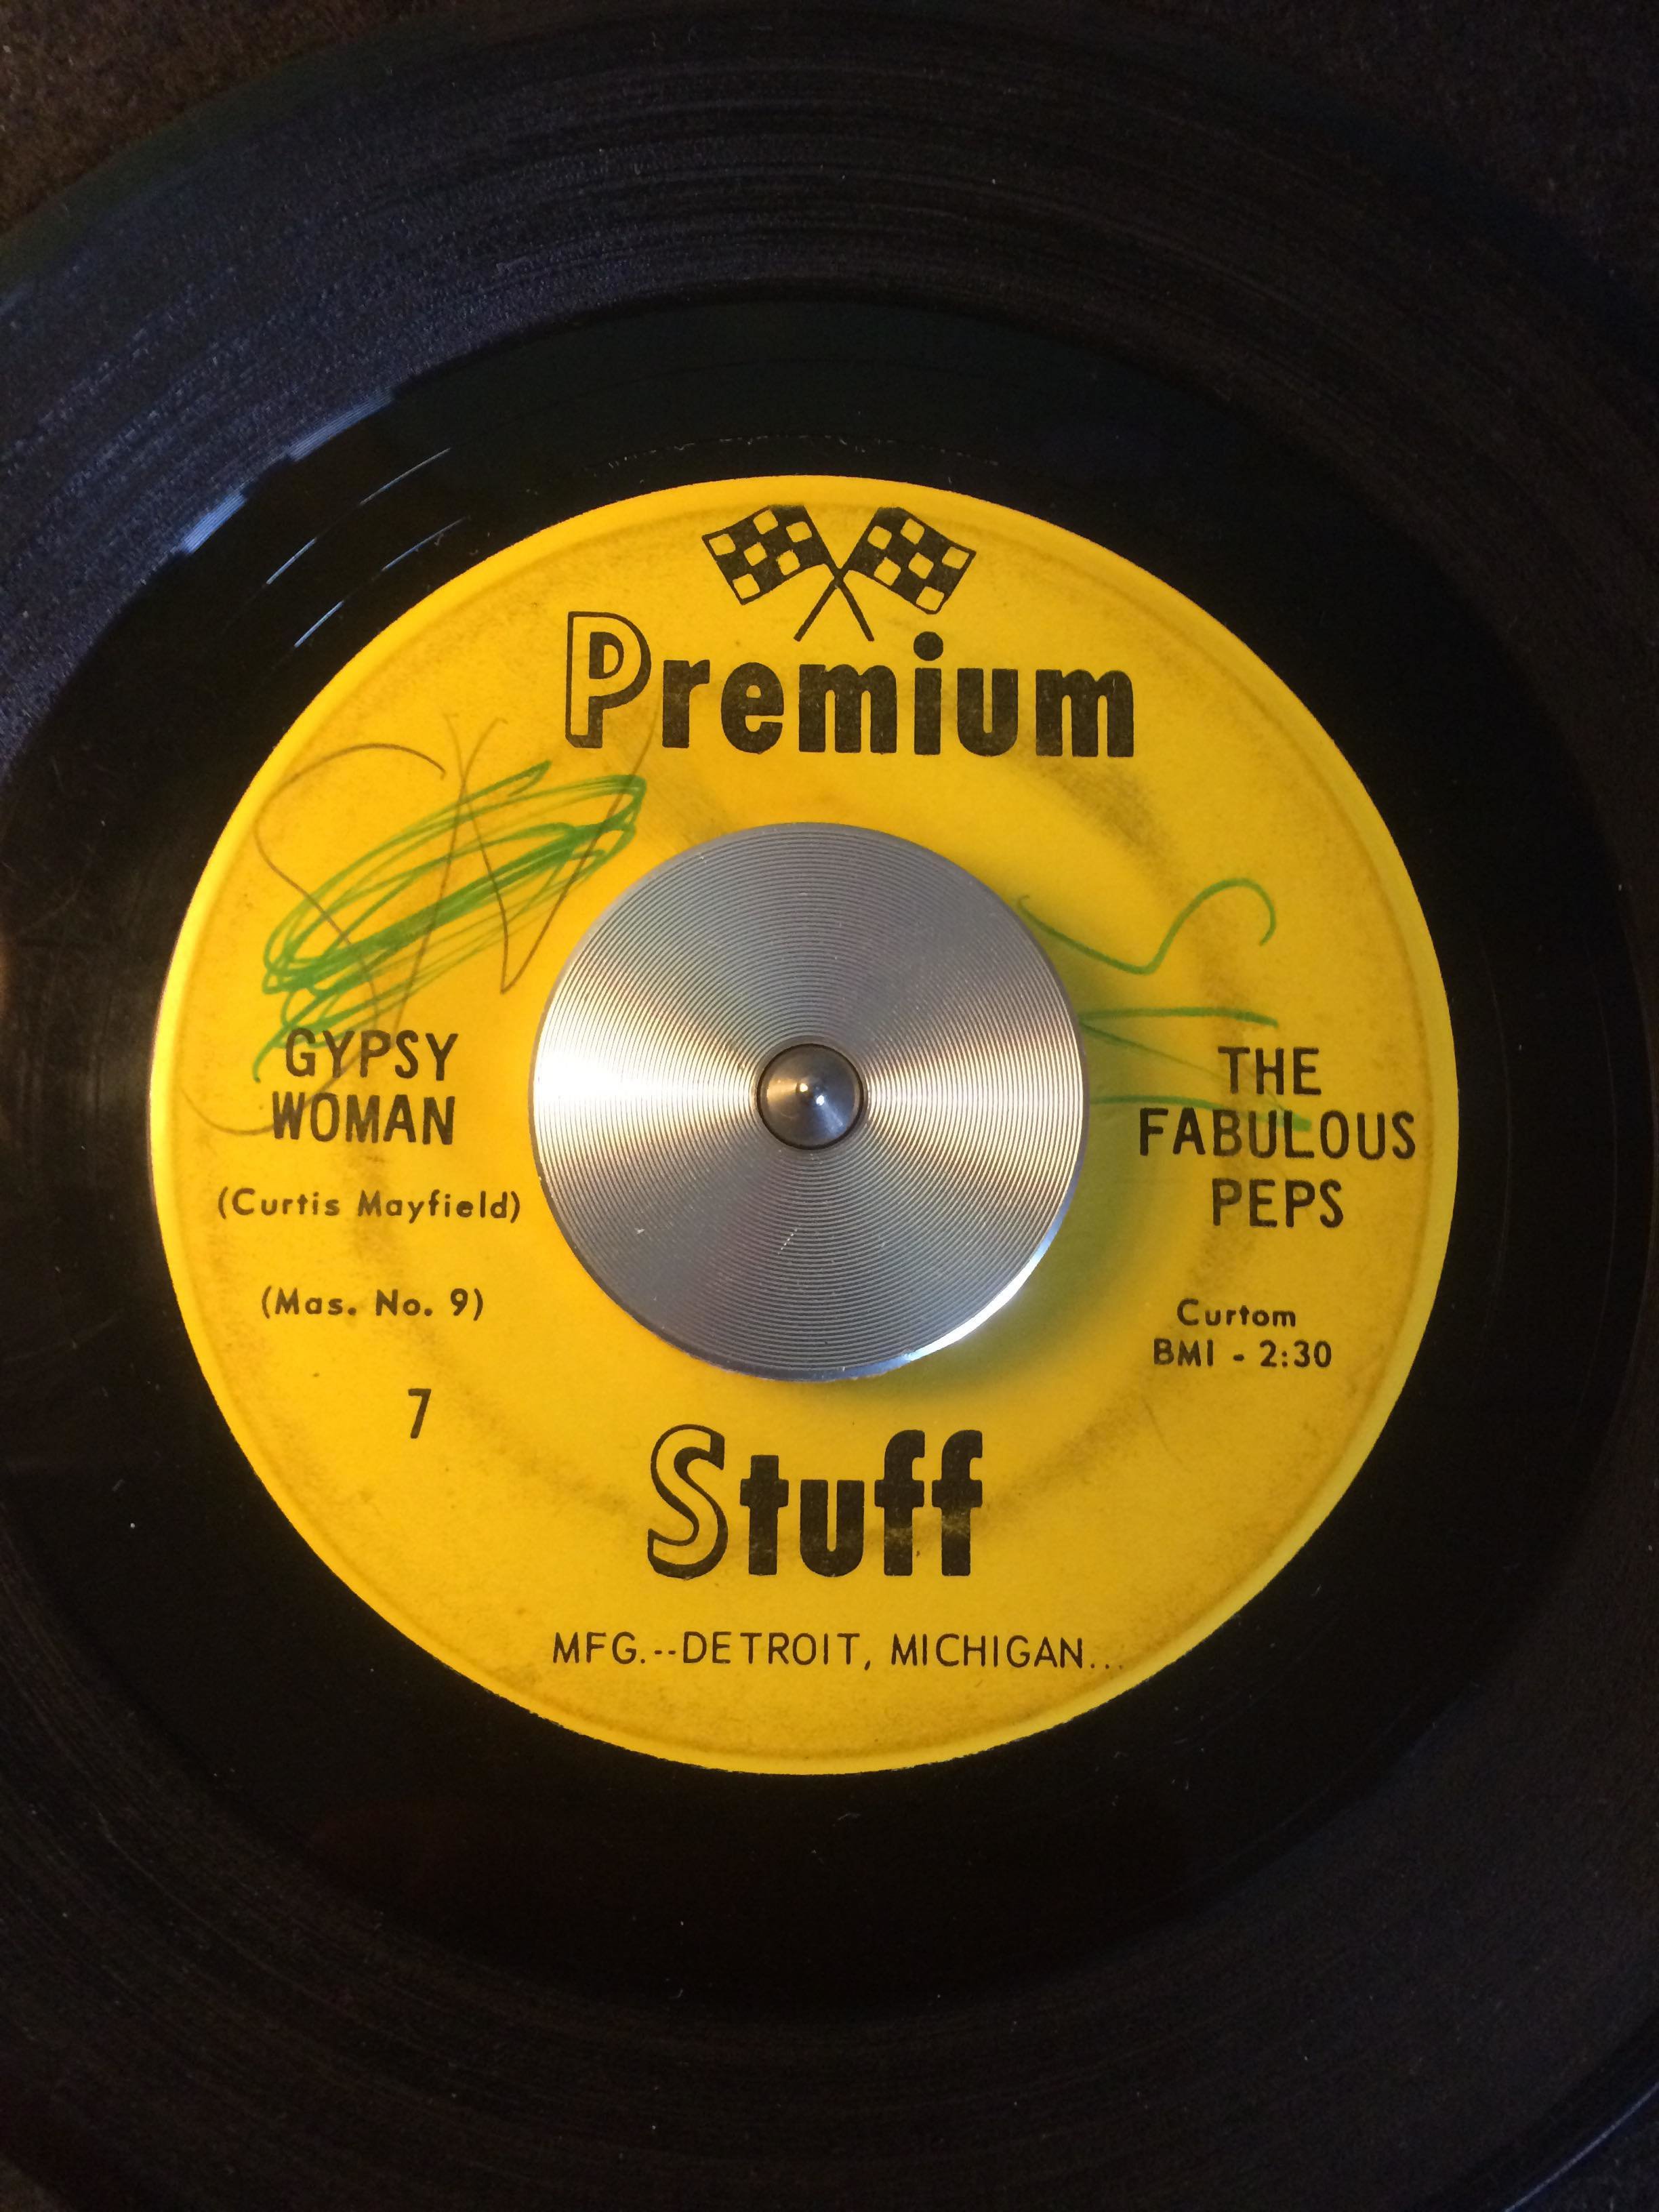 Premium
GYPSY
WOMAN
(Curtis Mayfield)
(Mas. No. 9)
7
THE
FABULOUS
PEPS
Curtom
BMI - 2:30
Stuff
MFG.--DETROIT, MICHIGAN...